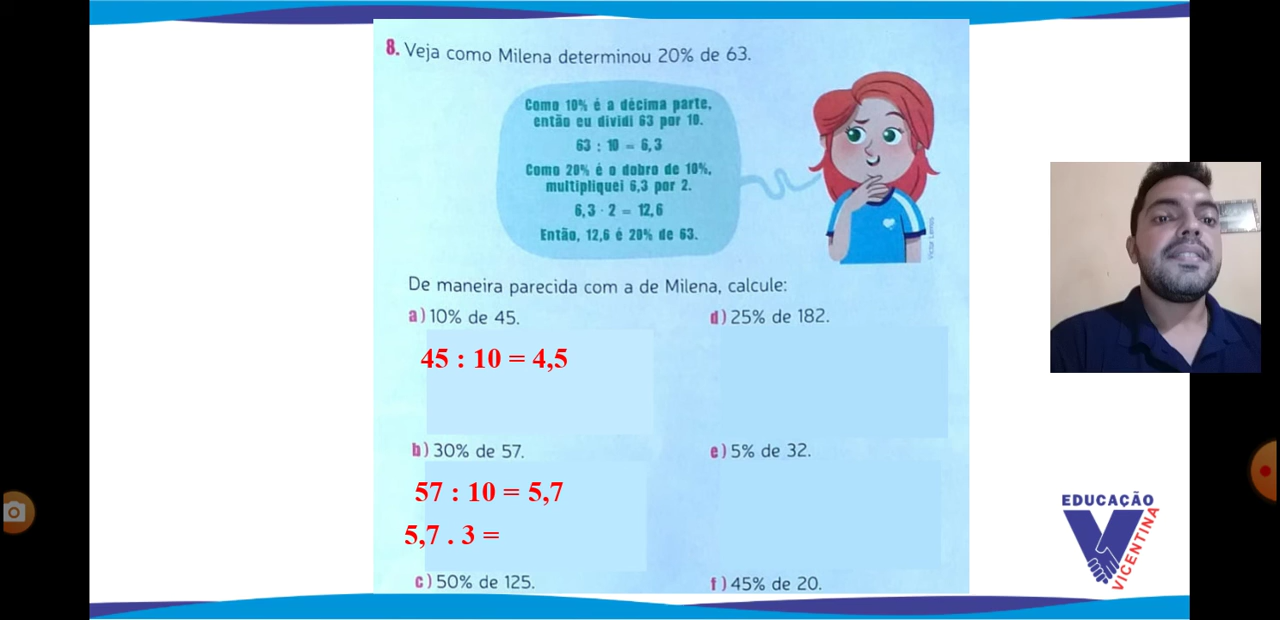 8. Veja como Milena determinou 20% de 63.
Como 10% é a décima parte,
então eu dividi 63 por 10.
63 : 10 = 6,3
Como 20% é o dobro de 10%,
multipliquei 6,3 por 2.
6,3 · 2 = 12,6
Então, 12,6 é 20% de 63.
Victor Lemos
De maneira parecida com a de Milena, calcule:
a) 10% de 45.
45 : 10 = 4,5
b) 30% de 57.
57 : 10 = 5,7
5,7 . 3 =
c) 50% de 125.
d) 25% de 182.
e) 5% de 32.
f) 45% de 20.
EDUCAÇÃO
VICENTINA